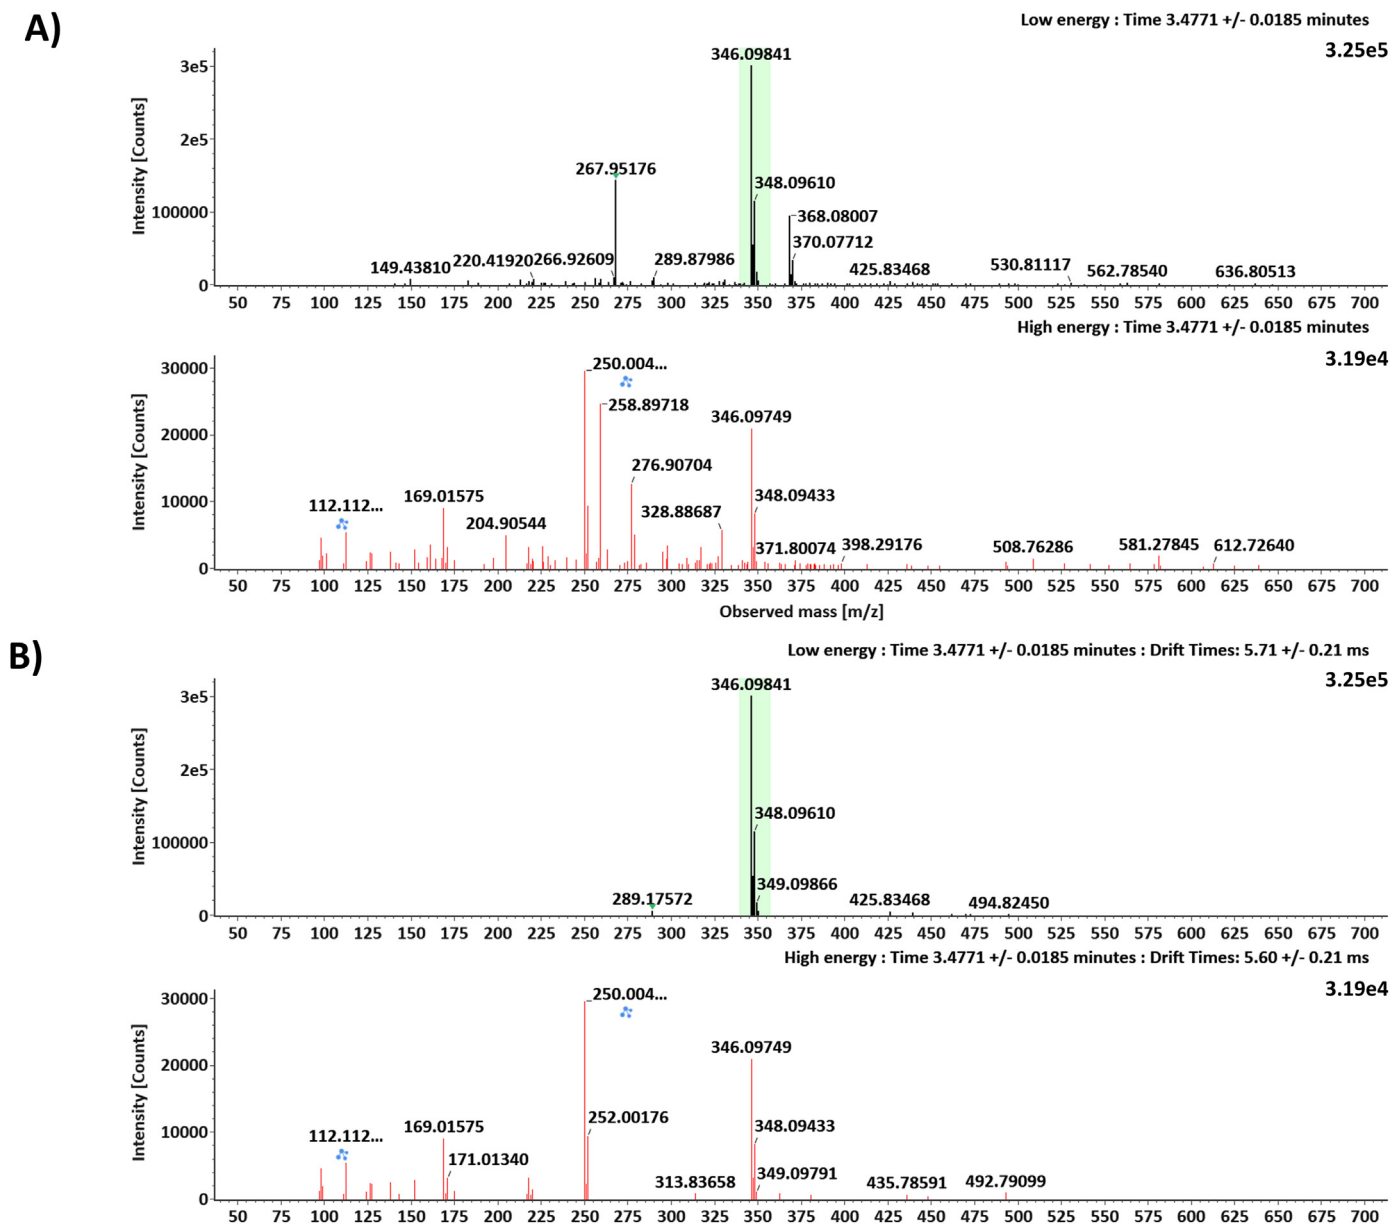 A)
Low energy : Time 3.4771 +/- 0.0185 minutes
3.25e5
346.09841
3e5
2e5
267.95176
348.09610
100000
368.08007
370.07712
149.43810
220.41920
266.92609
289.87986
425.83468
530.81117
562.78540
636.80513
0
Intensity [Counts]
50 75 100 125 150 175 200 225 250 275 300 325 350 375 400 425 450 475 500 525 550 575 600 625 650 675 700
High energy : Time 3.4771 +/- 0.0185 minutes
3.19e4
30000
250.004...
258.89718
346.09749
20000
276.90704
169.01575
348.09433
112.112...
328.88687
10000
204.90544
371.80074
398.29176
508.76286
581.27845
612.72640
0
Intensity [Counts]
50 75 100 125 150 175 200 225 250 275 300 325 350 375 400 425 450 475 500 525 550 575 600 625 650 675 700
Observed mass [m/z]
B)
Low energy : Time 3.4771 +/- 0.0185 minutes : Drift Times: 5.71 +/- 0.21 ms
3.25e5
346.09841
3e5
2e5
348.09610
100000
289.17572
349.09866
425.83468
494.82450
0
Intensity [Counts]
50 75 100 125 150 175 200 225 250 275 300 325 350 375 400 425 450 475 500 525 550 575 600 625 650 675 700
High energy : Time 3.4771 +/- 0.0185 minutes : Drift Times: 5.60 +/- 0.21 ms
3.19e4
30000
250.004...
346.09749
20000
252.00176
169.01575
348.09433
10000
112.112...
171.01340
313.83658
349.09791
435.78591
492.79099
0
Intensity [Counts]
50 75 100 125 150 175 200 225 250 275 300 325 350 375 400 425 450 475 500 525 550 575 600 625 650 675 700